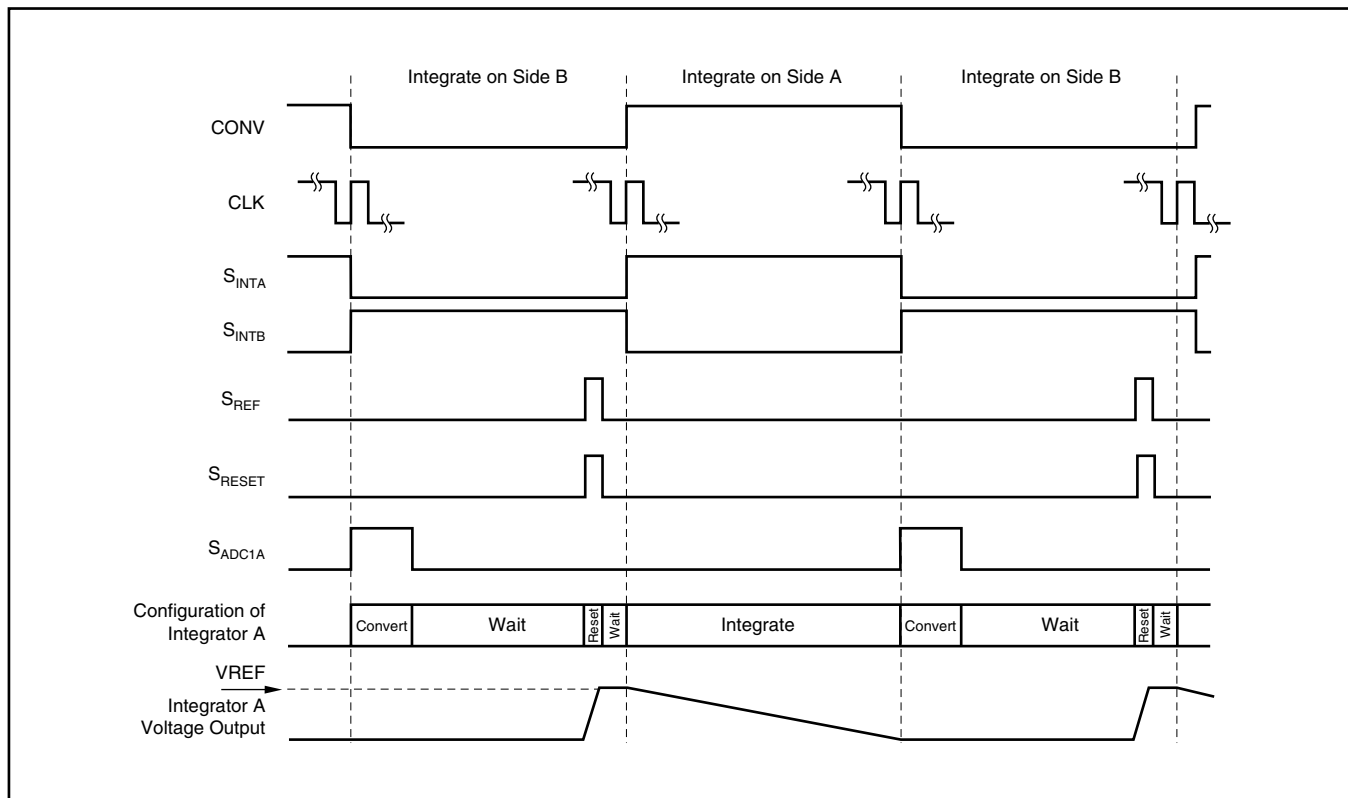 Integrate on Side B
Integrate on Side A
Integrate on Side B
CONV
CLK
SINTA
SINTB
SREF
SRESET
SADC1A
Configuration of
Integrator A
Convert
Wait
Reset
Wait
Integrate
Convert
Wait
Reset
Wait
VREF
Integrator A
Voltage Output